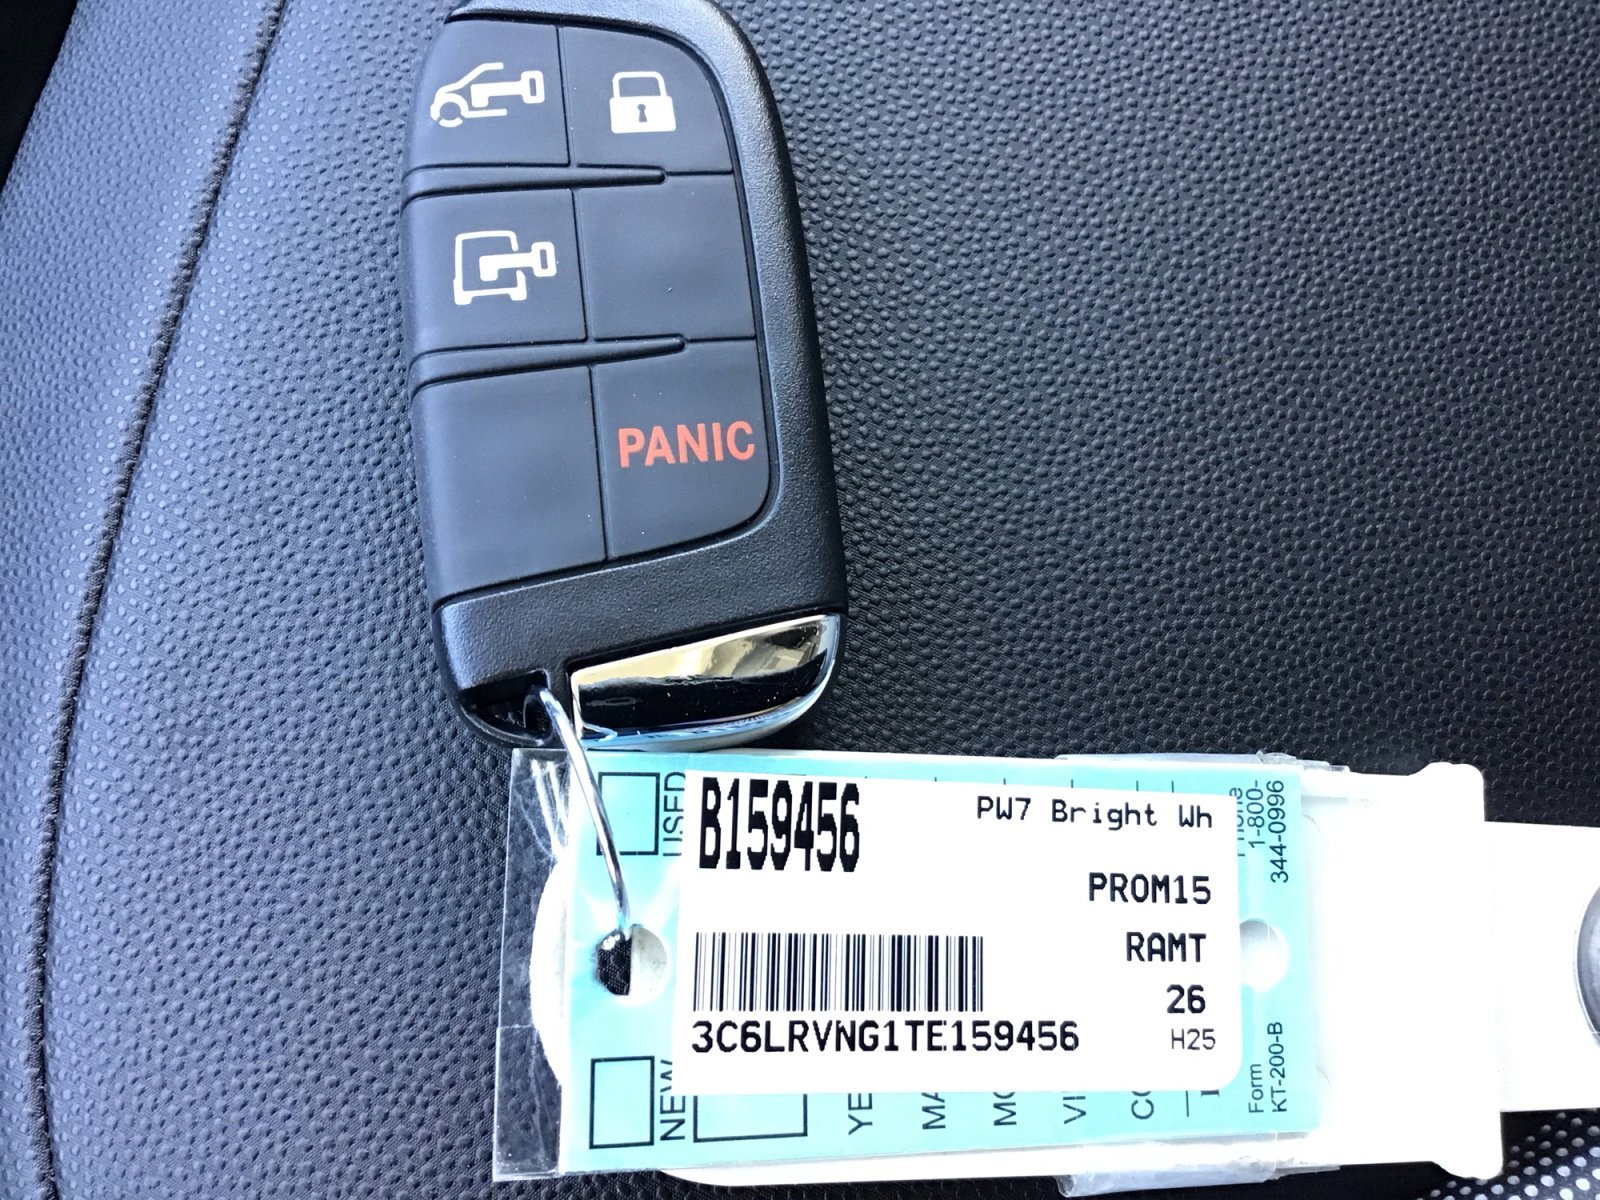 PANIC
B159456
PW7 Bright Wh
PROM15
RAMT
26
H25
3C6LRVNG1TE159456
USED
NEW
1-800-
344-0996
Form
KT-200-B